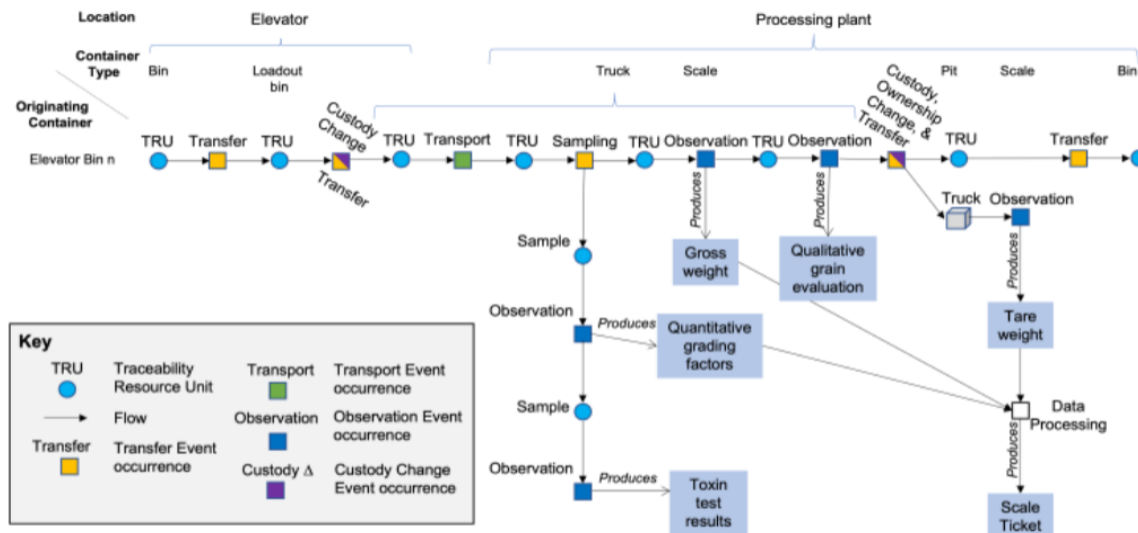 Location
Elevator
Processing plant
Container
Type
Bin
Loadout
bin
Truck
Scale
Pit
Scale
Bin
Originating
Container
Custody
Change
Custody,
Ownership
Change, &
Transfer
TRU
Transfer
TRU
TRU
Transport
TRU
Sampling
TRU
Observation
TRU
Observation
TRU
Transfer
Elevator Bin n
Transfer
Produces
Produces
Truck
Observation
Sample
Gross
weight
Qualitative
grain
evaluation
Produces
Observation
Produces
Quantitative
grading
factors
Tare
weight
Sample
Data
Processing
Observation
Produces
Toxin
test
results
Produces
Scale
Ticket
Key
TRU
Traceability
Resource Unit
Flow
Transfer
Transfer Event
occurrence
Transport
Transport Event
occurrence
Observation
Observation Event
occurrence
Custody Δ
Custody Change
Event occurrence